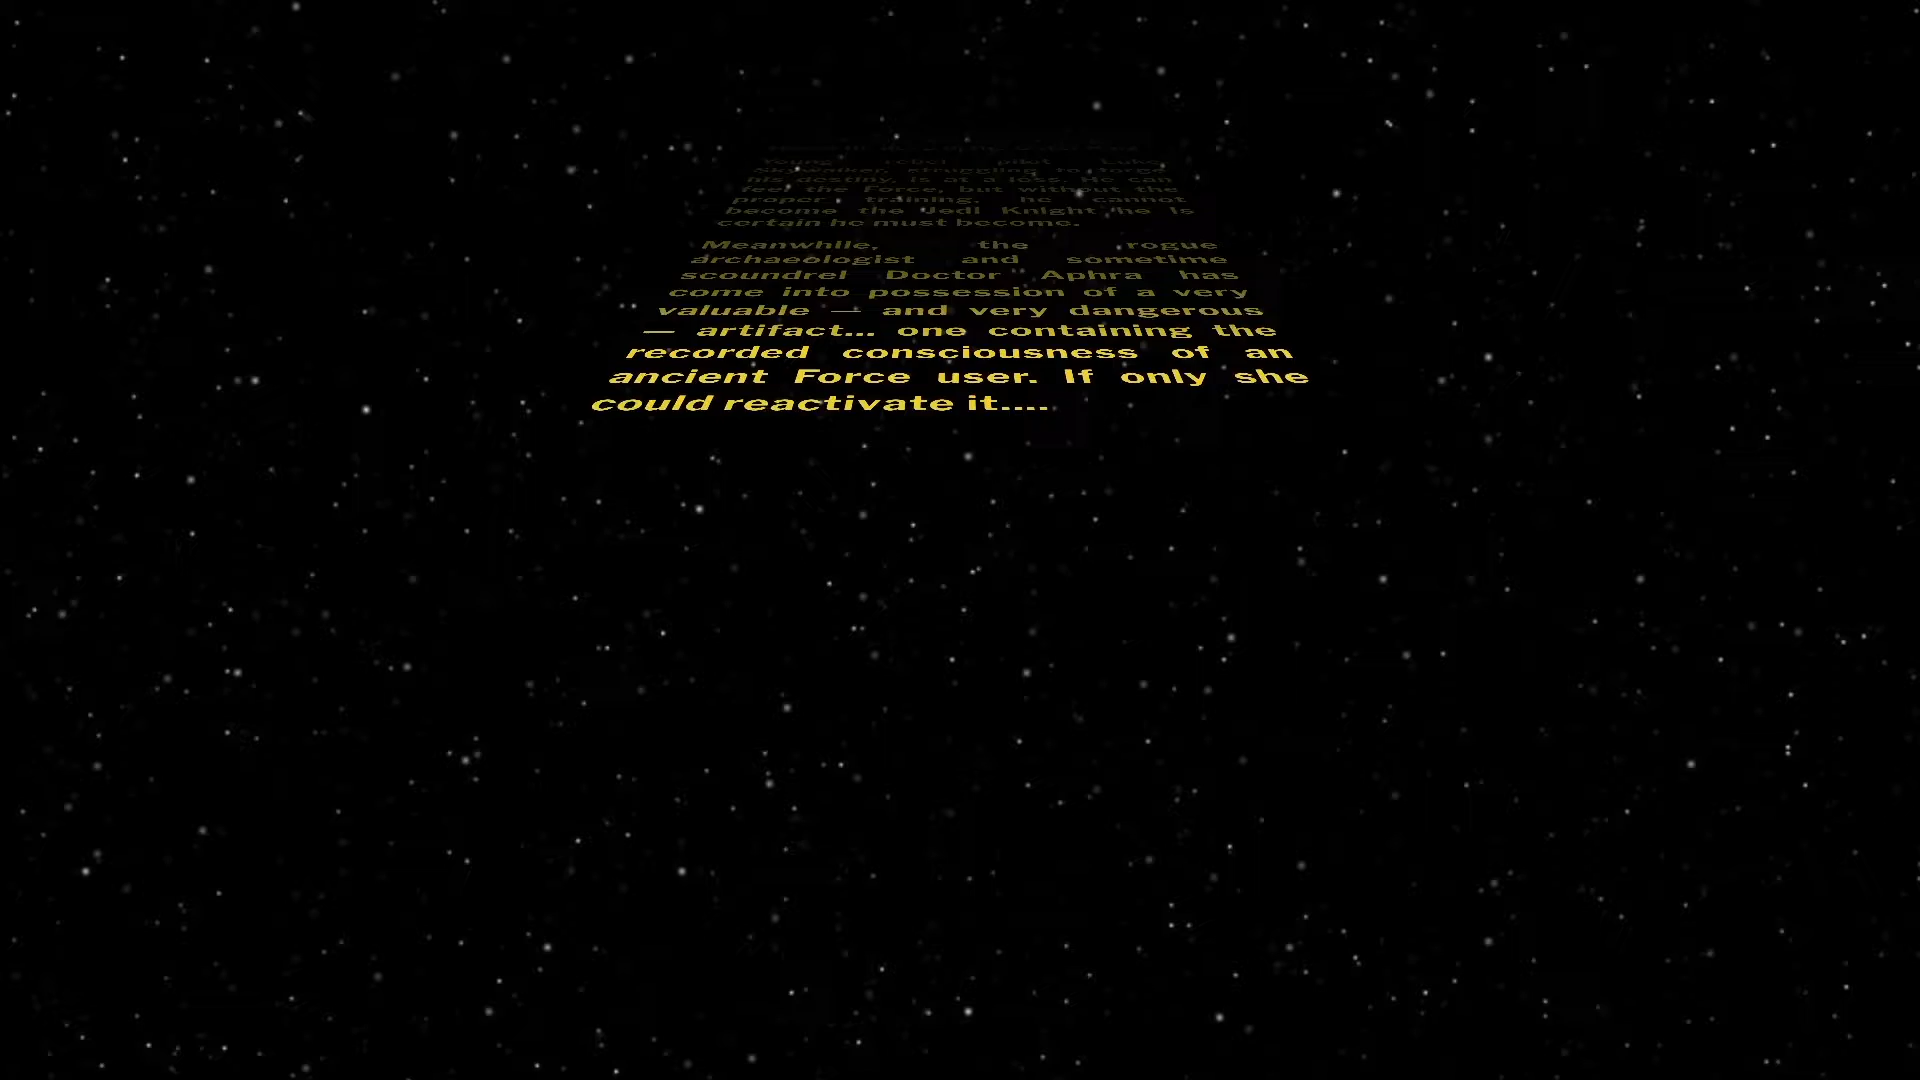 Young rebel pilot Luke
Skywalker, struggling to forge
his destiny, is at a loss. He can
feel the Force, but without the
proper training, he cannot
become the Jedi Knight he is
certain he must become.
Meanwhile, the rogue
archaeologist and sometime
scoundrel Doctor Aphra has
come into possession of a very
valuable — and very dangerous
— artifact... one containing the
recorded consciousness of an
ancient Force user. If only she
could reactivate it....